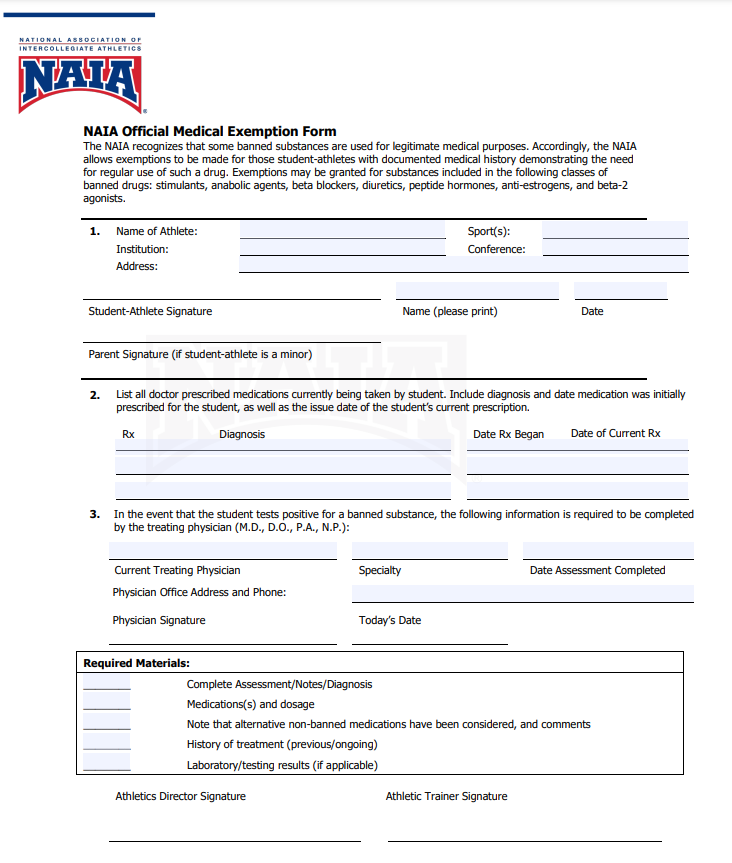 NATIONAL ASSOCIATION OF
INTERCOLLEGIATE ATHLETICS
NAIA
®
NAIA Official Medical Exemption Form
The NAIA recognizes that some banned substances are used for legitimate medical purposes. Accordingly, the NAIA
allows exemptions to be made for those student-athletes with documented medical history demonstrating the need
for regular use of such a drug. Exemptions may be granted for substances included in the following classes of
banned drugs: stimulants, anabolic agents, beta blockers, diuretics, peptide hormones, anti-estrogens, and beta-2
agonists.
1. Name of Athlete: Sport(s):
Institution: Conference:
Address:
Student-Athlete Signature Name (please print) Date
NAIA
Parent Signature (if student-athlete is a minor)
2. List all doctor prescribed medications currently being taken by student. Include diagnosis and date medication was initially
prescribed for the student, as well as the issue date of the student's current prescription.
Rx Diagnosis Date Rx Began Date of Current Rx
3. In the event that the student tests positive for a banned substance, the following information is required to be completed
by the treating physician (M.D., D.O., P.A., N.P.):
Current Treating Physician Specialty Date Assessment Completed
Physician Office Address and Phone:
Physician Signature Today's Date
Required Materials:
Complete Assessment/Notes/Diagnosis
Medications(s) and dosage
Note that alternative non-banned medications have been considered, and comments
History of treatment (previous/ongoing)
Laboratory/testing results (if applicable)
Athletics Director Signature Athletic Trainer Signature